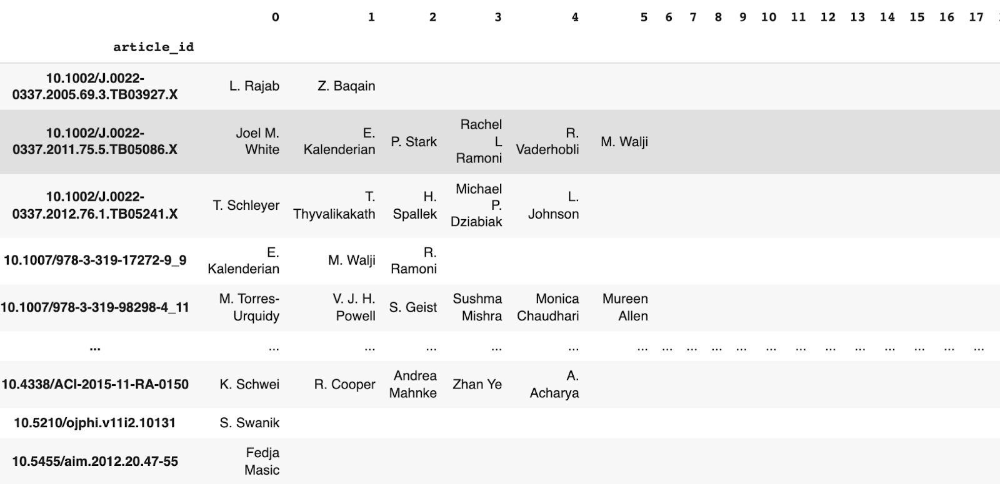 0 1 2 3 4 5 6 7 8 9 10 11 12 13 14 15 16 17
article_id
10.1002/J.0022-
0337.2005.69.3.TB03927.X
L. Rajab
Z. Baqain
10.1002/J.0022-
0337.2011.75.5.TB05086.X
Joel M.
White
E.
Kalenderian
P. Stark
Rachel
L
Ramoni
R.
Vaderhobli
M. Walji
10.1002/J.0022-
0337.2012.76.1.TB05241.X
T. Schleyer
T.
Thyvalikakath
H.
Spallek
Michael
P.
Dziabiak
L.
Johnson
10.1007/978-3-319-17272-9_9
E.
Kalenderian
M. Walji
R.
Ramoni
10.1007/978-3-319-98298-4_11
M. Torres-
Urquidy
V. J. H.
Powell
S. Geist
Sushma
Mishra
Monica
Chaudhari
Mureen
Allen
... ... ... ... ... ... ... ... ... ... ... ... ... ... ... ... ... ... ...
10.4338/ACI-2015-11-RA-0150
K. Schwei
R. Cooper
Andrea
Mahnke
Zhan Ye
A.
Acharya
10.5210/ojphi.v11i2.10131
S. Swanik
10.5455/aim.2012.20.47-55
Fedja
Masic